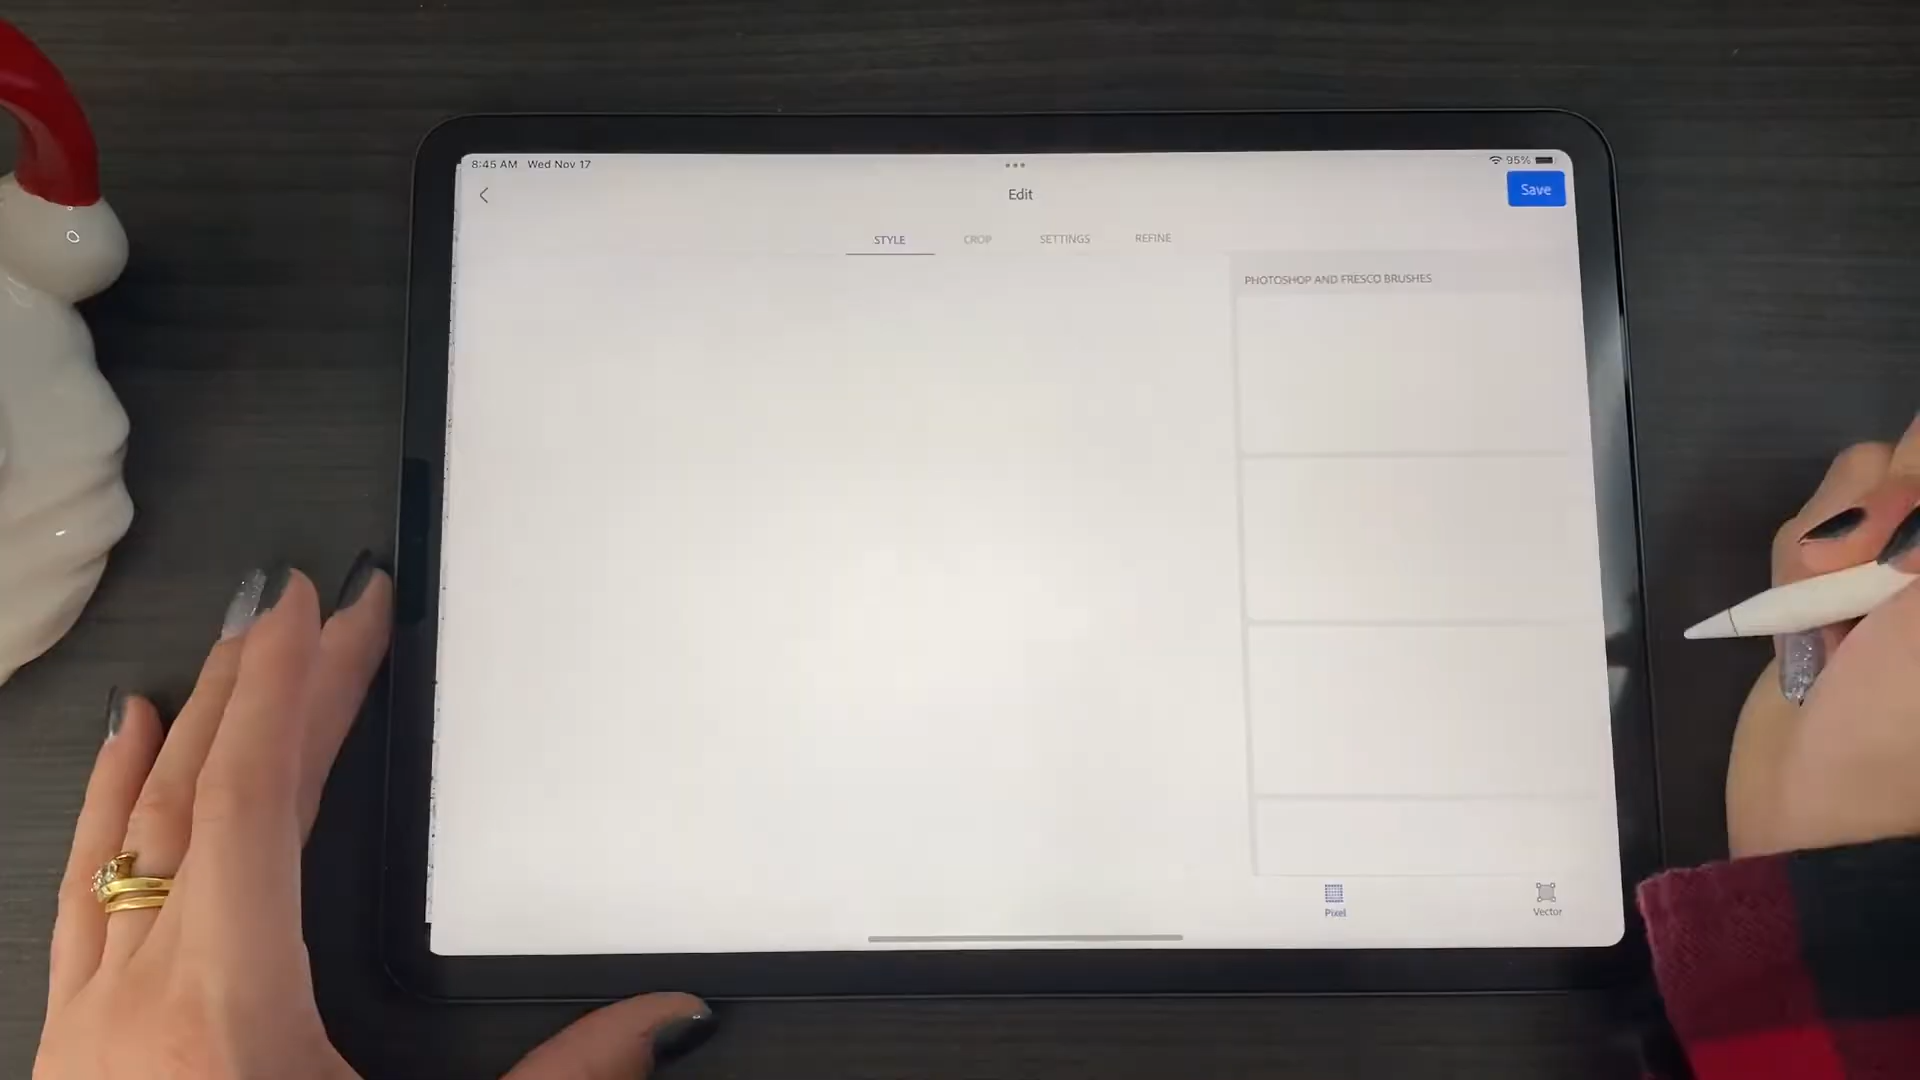 8:45 AM Wed Nov 17
95%
Edit
Save
STYLE
CROP
SETTINGS
REFINE
PHOTOSHOP AND FRESCO BRUSHES
Pixel
Vector